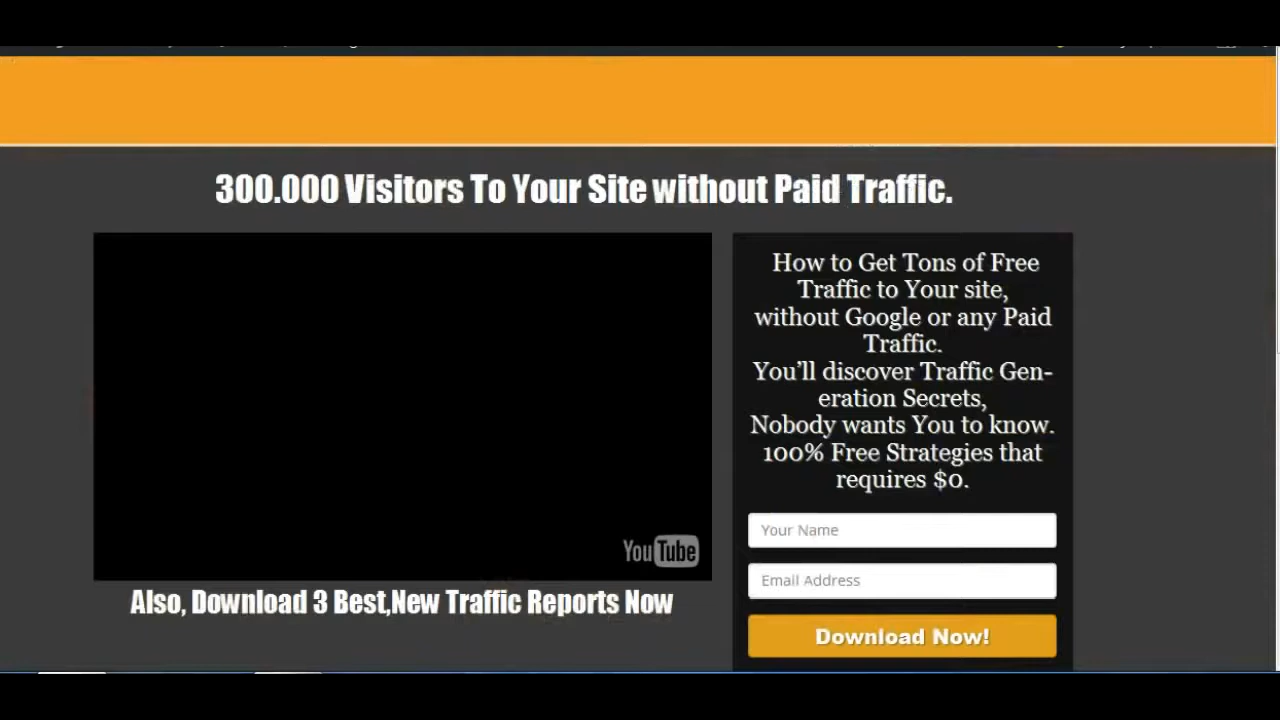 300.000 Visitors To Your Site without Paid Traffic.
How to Get Tons of Free
Traffic to Your site,
without Google or any Paid
Traffic.
You'll discover Traffic Gen-
eration Secrets,
Nobody wants You to know.
100% Free Strategies that
requires $0.
Your Name
Email Address
Download Now!
YouTube
Also, Download 3 Best,New Traffic Reports Now